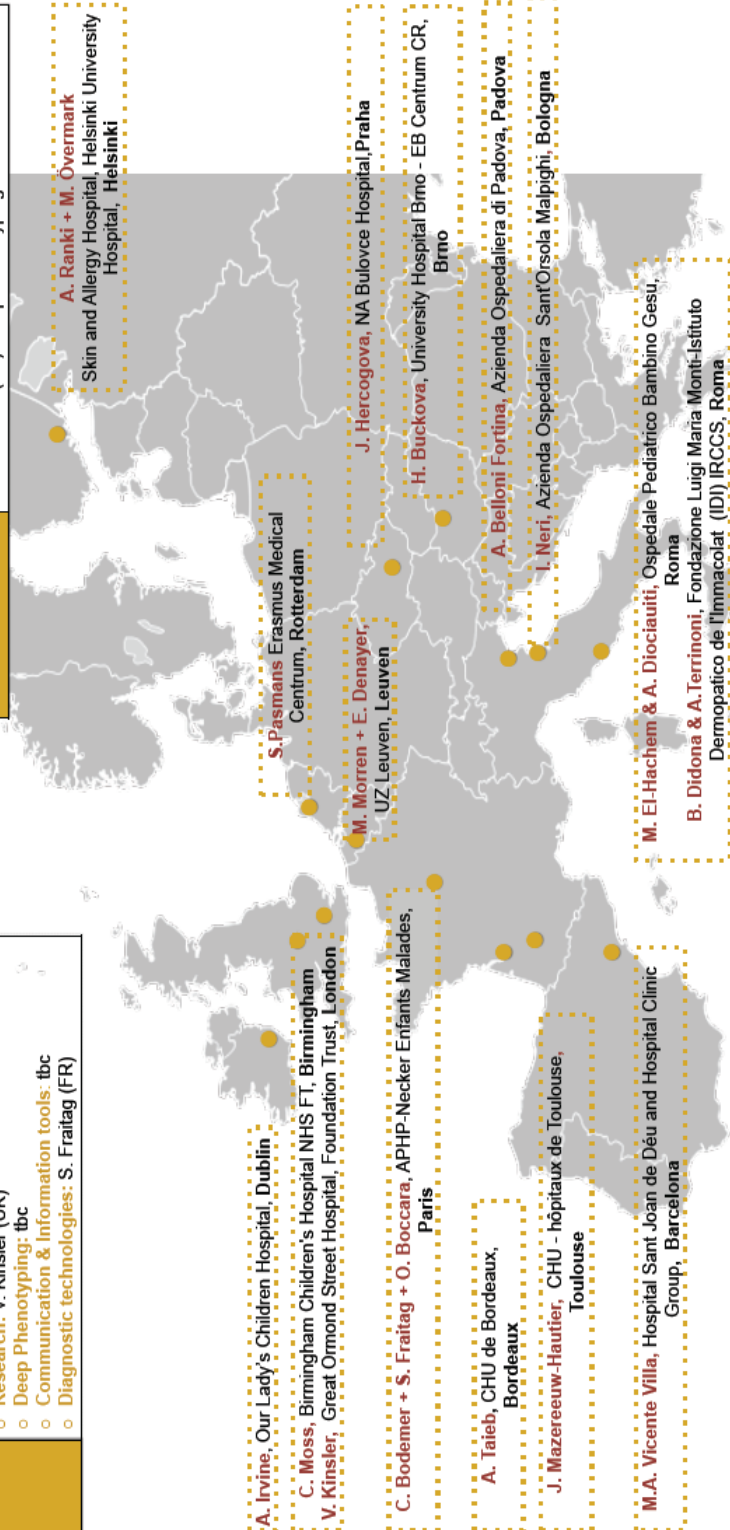 Deep Phenotyping: tbc
Communication & Information tools: tbc
Diagnostic technologies: S. Fraitag (FR)
A. Ranki + M. Övermark
Skin and Allergy Hospital, Helsinki University
Hospital, Helsinki
A. Irvine, Our Lady's Children Hospital, Dublin
C. Moss, Birmingham Children's Hospital NHS FT, Birmingham
V. Kinsler, Great Ormond Street Hospital, Foundation Trust, London
S.Pasmans Erasmus Medical
Centrum, Rotterdam
M. Morren + E. Denayer,
UZ Leuven, Leuven
J. Hercogova, NA Bulovce Hospital,Praha
H. Buckova, University Hospital Brno - EB Centum CR,
Brno
C. Bodemer + S. Fraitag + O. Boccara, APHP-Necker Enfants Malades,
Paris
A. Taieb, CHU de Bordeaux,
Bordeaux
A. Belloni Fortina, Azienda Ospedaliera di Padova, Padova
I. Neri, Azienda Ospedaliera Sant'Orsola Malpighi, Bologna
J. Mazereeuw-Hautier, CHU - hôpitaux de Toulouse,
Toulouse
M.A. Vicente Villa, Hospital Sant Joan de Déu and Hospital Clinic
Group, Barcelona
M. El-Hachem & A. Diociauiti, Ospedale Pediatrico Bambino Gesu,
Roma
B. Didona & A.Terrinoni, Fondazione Luigi Maria Monti-Istituto
Dermopatico de l'Immacolat (IDI) IRCCS, Roma